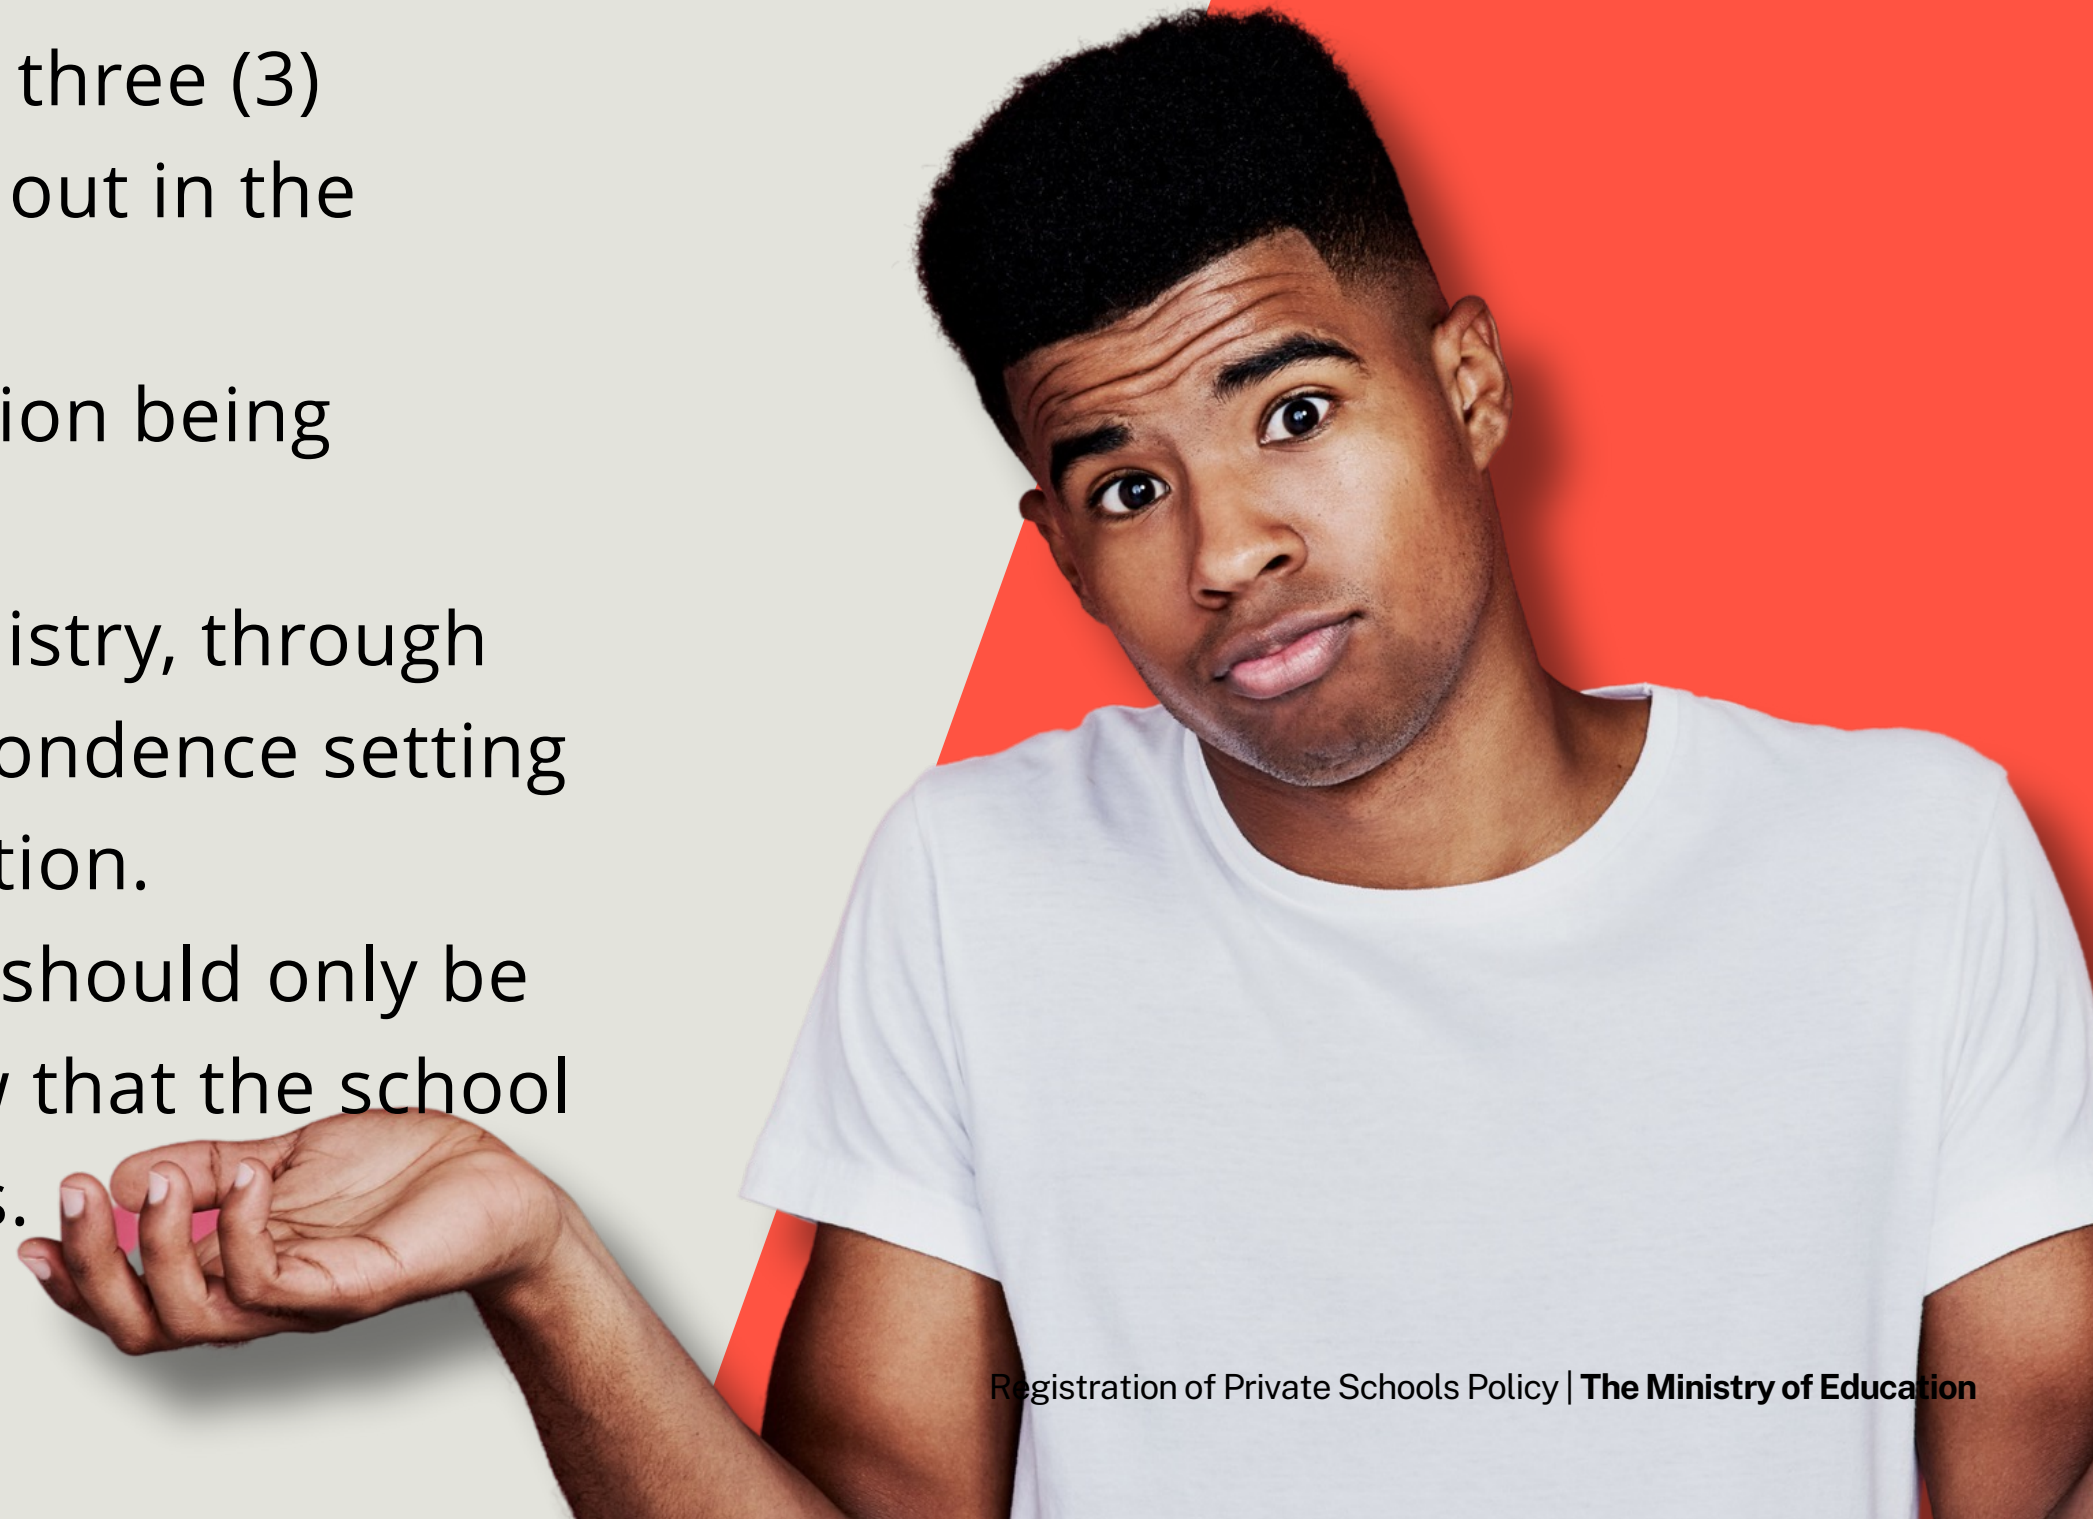 three (3)
out in the
ion being
istry, through
ondence setting
tion.
should only be
that the school
s.
Registration of Private Schools Policy | The Ministry of Education